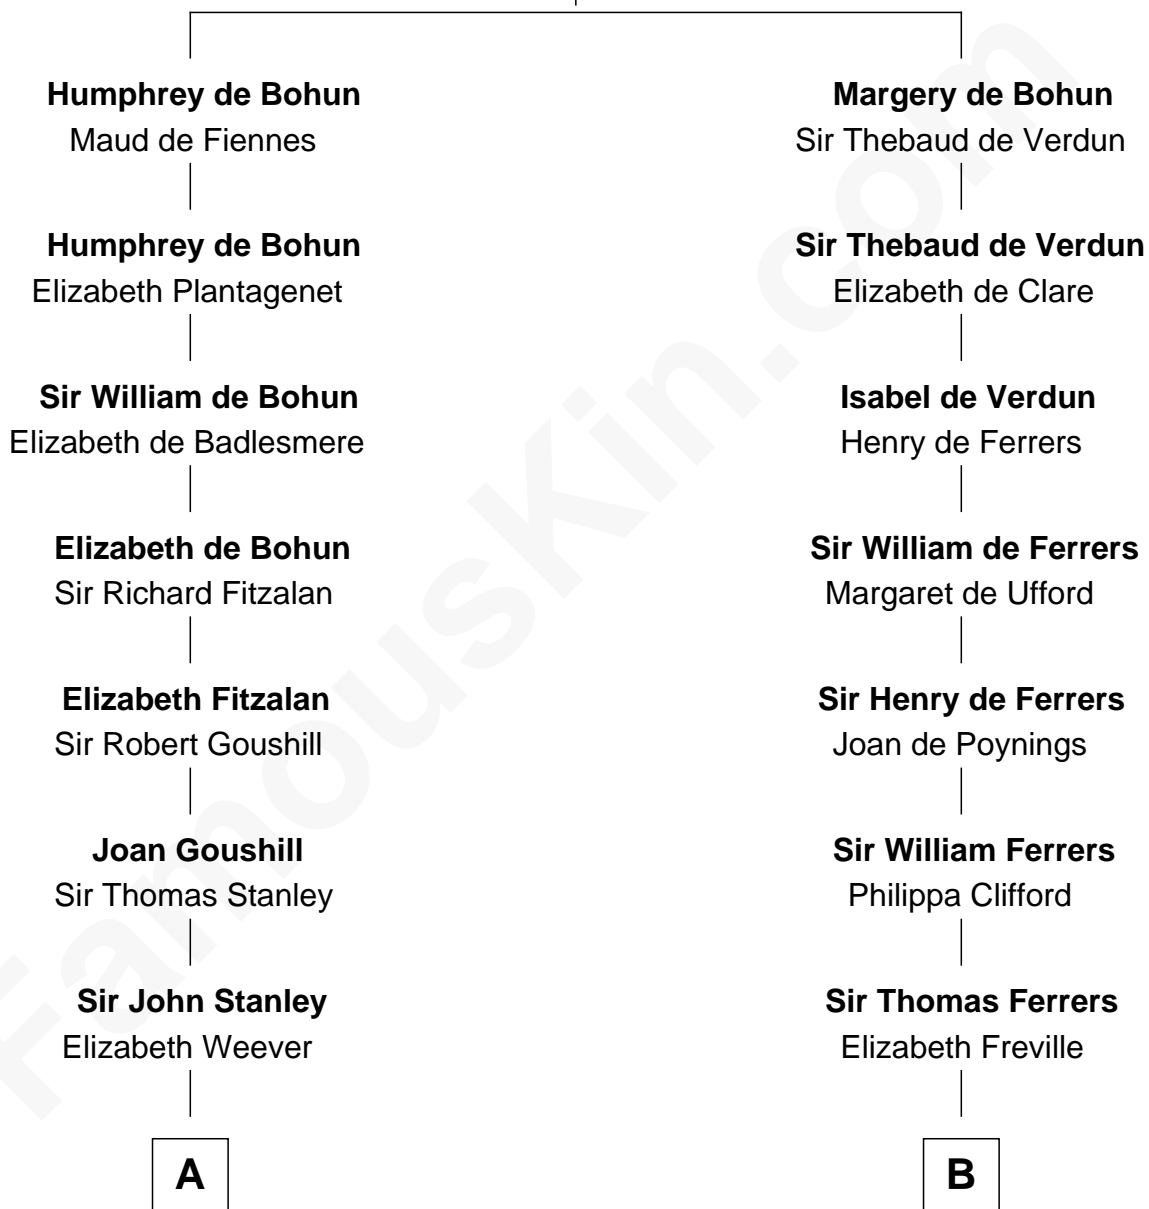 Humphrey de Bohun
Maud de Fiennes
Humphrey de Bohun
Elizabeth Plantagenet
Sir William de Bohun
Elizabeth de Badlesmere
Elizabeth de Bohun
Sir Richard Fitzalan
Elizabeth Fitzalan
Sir Robert Goushill
Joan Goushill
Sir Thomas Stanley
Sir John Stanley
Elizabeth Weever
A
Margery de Bohun
Sir Thebaud de Verdun
Sir Thebaud de Verdun
Elizabeth de Clare
Isabel de Verdun
Henry de Ferrers
Sir William de Ferrers
Margaret de Ufford
Sir Henry de Ferrers
Joan de Poynings
Sir William Ferrers
Philippa Clifford
Sir Thomas Ferrers
Elizabeth Freville
B
FamousKin.com